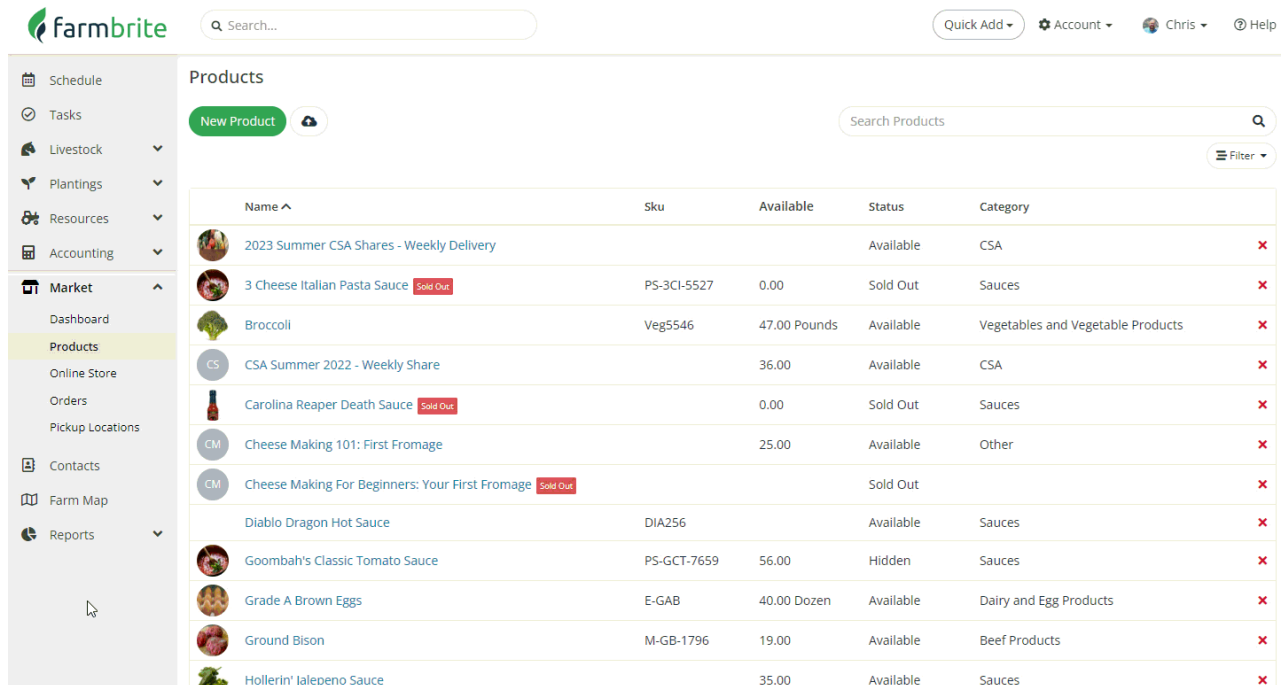 farmbrite
Search...
Quick Add
Account
Chris
Help
Schedule
Tasks
Livestock
Plantings
Resources
Accounting
Market
Dashboard
Products
Online Store
Orders
Pickup Locations
Contacts
Farm Map
Reports
Products
New Product
Search Products
Filter
Name Sku Available Status Category
2023 Summer CSA Shares - Weekly Delivery Available CSA
3 Cheese Italian Pasta Sauce Sold Out PS-3CI-5527 0.00 Sold Out Sauces
Broccoli Veg5546 47.00 Pounds Available Vegetables and Vegetable Products
CS CSA Summer 2022 - Weekly Share 36.00 Available CSA
Carolina Reaper Death Sauce Sold Out 0.00 Sold Out Sauces
CM Cheese Making 101: First Fromage 25.00 Available Other
CM Cheese Making For Beginners: Your First Fromage Sold Out Sold Out
Diablo Dragon Hot Sauce DIA256 Available Sauces
Goombah's Classic Tomato Sauce PS-GCT-7659 56.00 Hidden Sauces
Grade A Brown Eggs E-GAB 40.00 Dozen Available Dairy and Egg Products
Ground Bison M-GB-1796 19.00 Available Beef Products
Hollerin' Jalepeno Sauce 35.00 Available Sauces